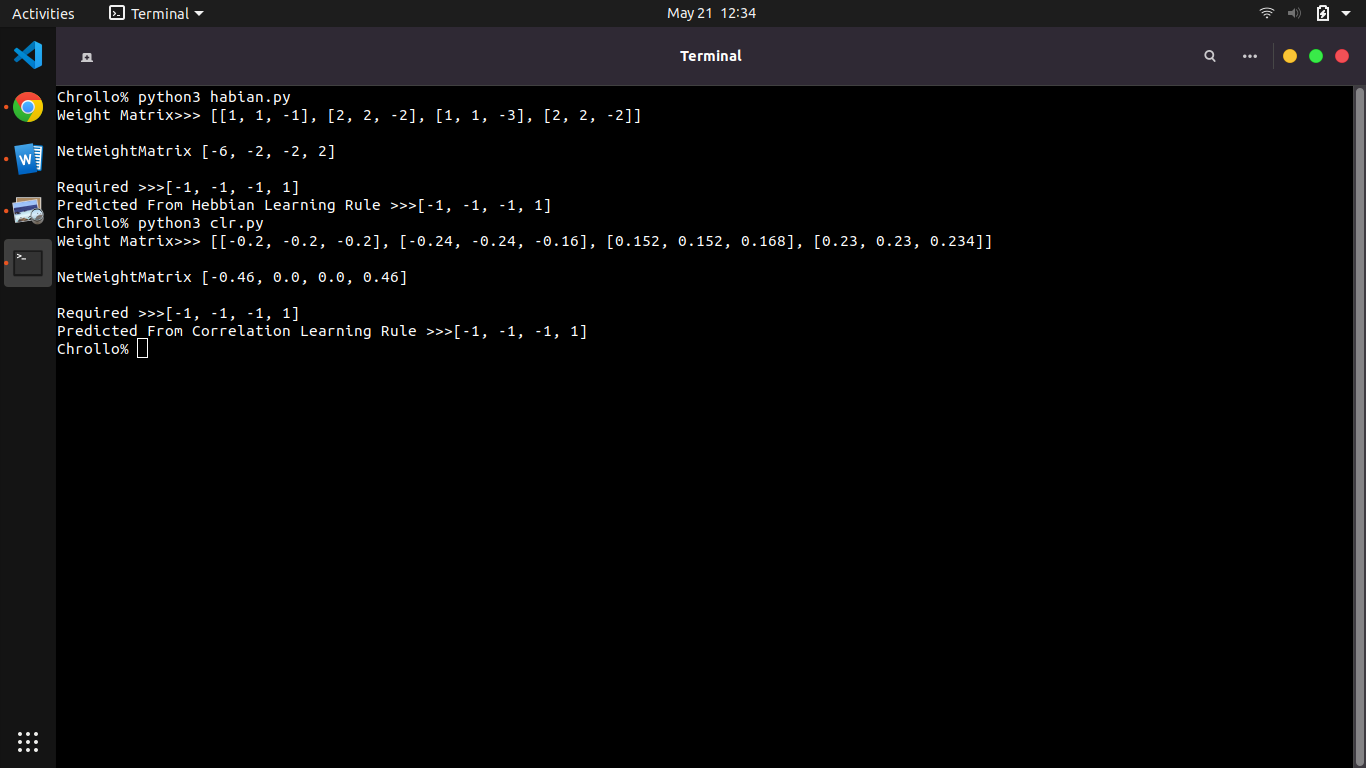 Activities
Terminal
May 21 12:34
Terminal
Chrollo% python3 habian.py
Weight Matrix>>> [[1, 1, -1], [2, 2, -2], [1, 1, -3], [2, 2, -2]]
NetWeightMatrix [-6, -2, -2, 2]
Required >>>[-1, -1, -1, 1]
Predicted From Hebbian Learning Rule >>>[-1, -1, -1, 1]
Chrollo% python3 clr.py
Weight Matrix>>> [[-0.2, -0.2, -0.2], [-0.24, -0.24, -0.16], [0.152, 0.152, 0.168], [0.23, 0.23, 0.234]]
NetWeightMatrix [-0.46, 0.0, 0.0, 0.46]
Required >>>[-1, -1, -1, 1]
Predicted From Correlation Learning Rule >>>[-1, -1, -1, 1]
Chrollo%